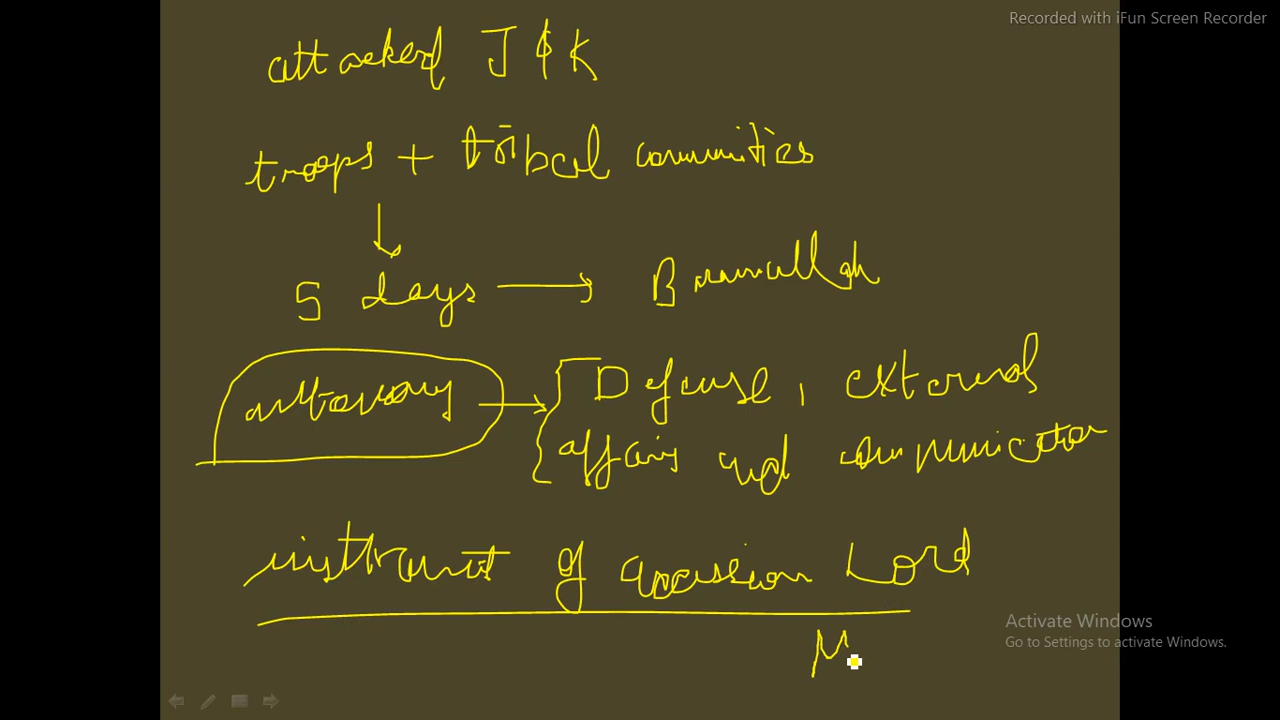 Recorded with iFun Screen Recorder
attacked J & K
troops + tribal communities
5 days → Bramullah
autonomy → Defense, external
affairs and communication
instrument of accession Lord
M
Activate Windows
Go to Settings to activate Windows.